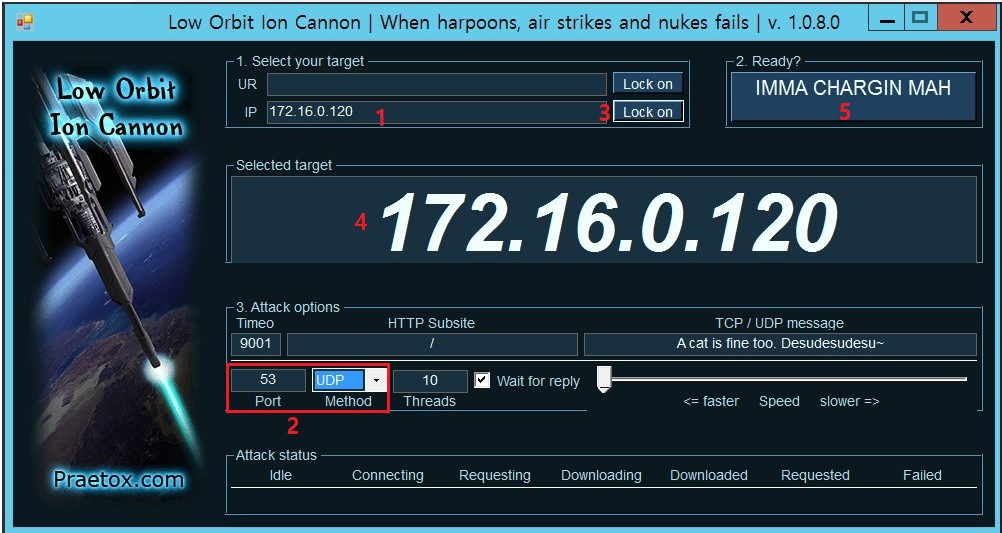 Low Orbit Ion Cannon | When harpoons, air strikes and nukes fails | v. 1.0.8.0
Low Orbit
Ion Cannon
Praetox.com
1. Select your target
UR
Lock on
IP
172.16.0.120
1
3
Lock on
2. Ready?
IMMA CHARGIN MAH
5
Selected target
4
172.16.0.120
3. Attack options
Timeo
HTTP Subsite
TCP / UDP message
9001
/
A cat is fine too. Desudesudesu~
53
UDP
10
Wait for reply
Port
Method
Threads
<= faster
Speed
slower =>
2
Attack status
Idle
Connecting
Requesting
Downloading
Downloaded
Requested
Failed